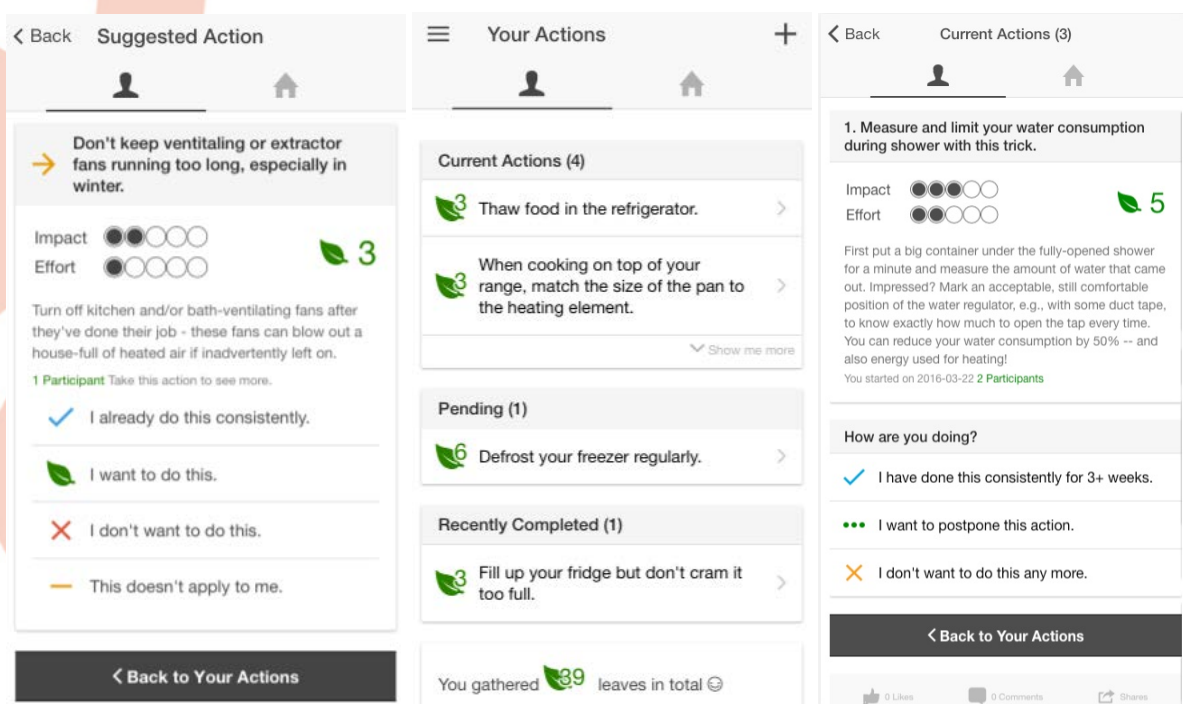 Back Suggested Action
Don't keep ventitaling or extractor
fans running too long, especially in
winter.
Impact
3
Effort
Turn off kitchen and/or bath-ventilating fans after
they've done their job - these fans can blow out a
house-full of heated air if inadvertently left on.
1 Participant Take this action to see more.
I already do this consistently.
I want to do this.
I don't want to do this.
This doesn't apply to me.
Back to Your Actions
Your Actions
Current Actions (4)
3 Thaw food in the refrigerator.
When cooking on top of your
3 range, match the size of the pan to
the heating element.
Show me more
Pending (1)
6 Defrost your freezer regularly.
Recently Completed (1)
3 Fill up your fridge but don't cram it
too full.
You gathered 39 leaves in total
Back Current Actions (3)
1. Measure and limit your water consumption
during shower with this trick.
Impact
5
Effort
First put a big container under the fully-opened shower
for a minute and measure the amount of water that came
out. Impressed? Mark an acceptable, still comfortable
position of the water regulator, e.g., with some duct tape,
to know exactly how much to open the tap every time.
You can reduce your water consumption by 50% -- and
also energy used for heating!
You started on 2016-03-22 2 Participants
How are you doing?
I have done this consistently for 3+ weeks.
I want to postpone this action.
I don't want to do this any more.
Back to Your Actions
0 Likes 0 Comments Shares